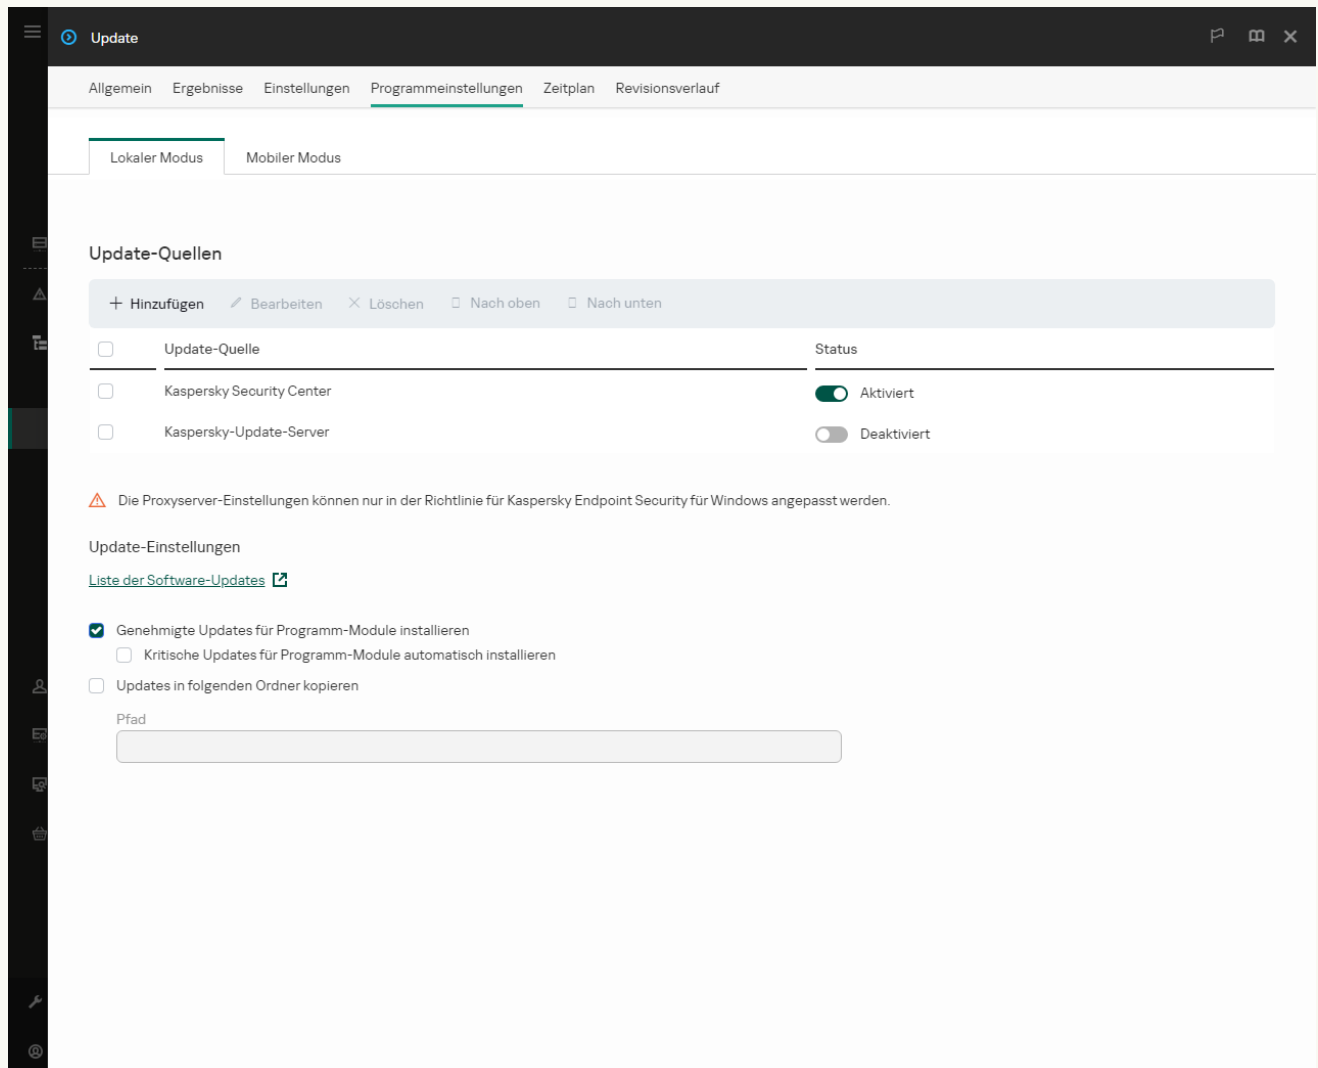 Update
Allgemein Ergebnisse Einstellungen Programmeinstellungen Zeitplan Revisionsverlauf
Lokaler Modus Mobiler Modus
Update-Quellen
Hinzufügen Bearbeiten Löschen Nach oben Nach unten
Update-Quelle Status
Kaspersky Security Center Aktiviert
Kaspersky-Update-Server Deaktiviert
Die Proxyserver-Einstellungen können nur in der Richtlinie für Kaspersky Endpoint Security für Windows angepasst werden.
Update-Einstellungen
Liste der Software-Updates
Genehmigte Updates für Programm-Module installieren
Kritische Updates für Programm-Module automatisch installieren
Updates in folgenden Ordner kopieren
Pfad